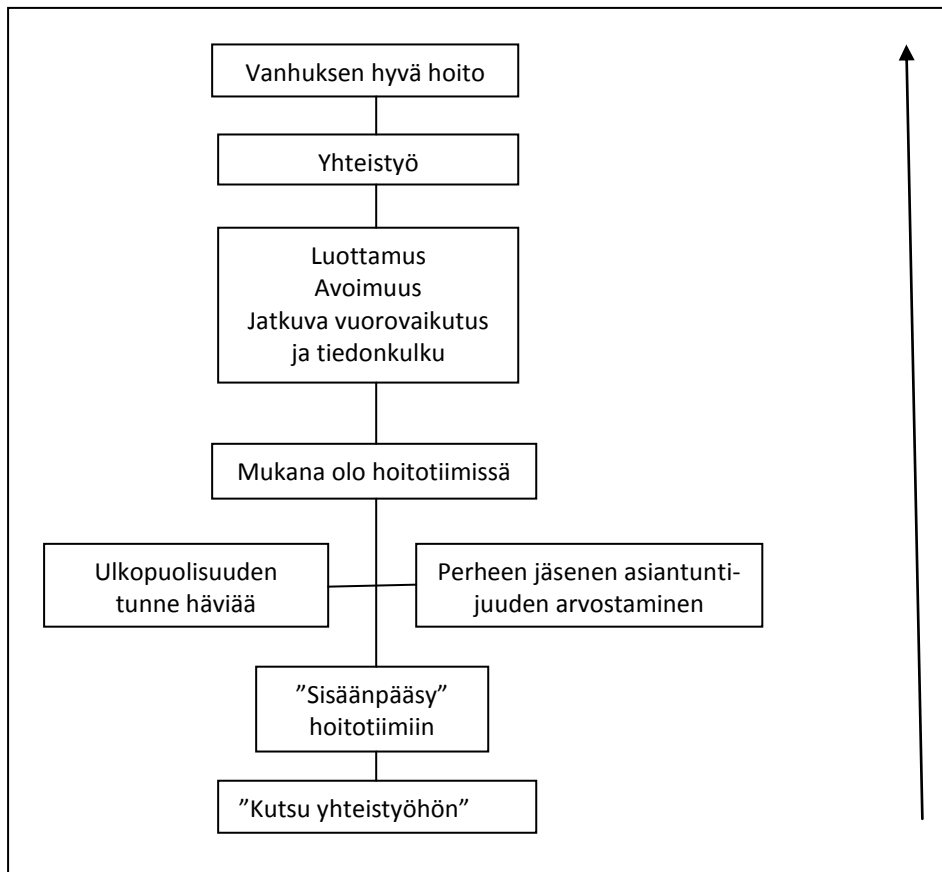 Vanhuksen hyvä hoito
Yhteistyö
Luottamus
Avoimuus
Jatkuva vuorovaikutus
ja tiedonkulku
Mukana olo hoitotiimissä
Ulkopuolisuuden
tunne häviää
Perheen jäsenen asiantunti-
juuden arvostaminen
”Sisäänpääsy”
hoitotiimiin
”Kutsu yhteistyöhön”